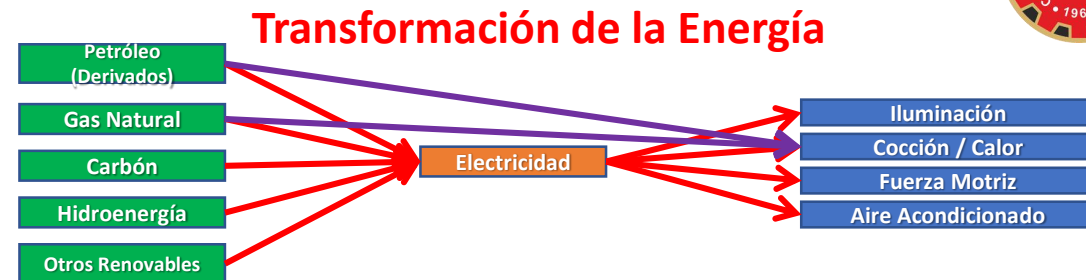 Transformación de la Energía
Petróleo
(Derivados)
Gas Natural
Carbón
Hidroenergía
Otros Renovables
Electricidad
Iluminación
Cocción / Calor
Fuerza Motriz
Aire Acondicionado